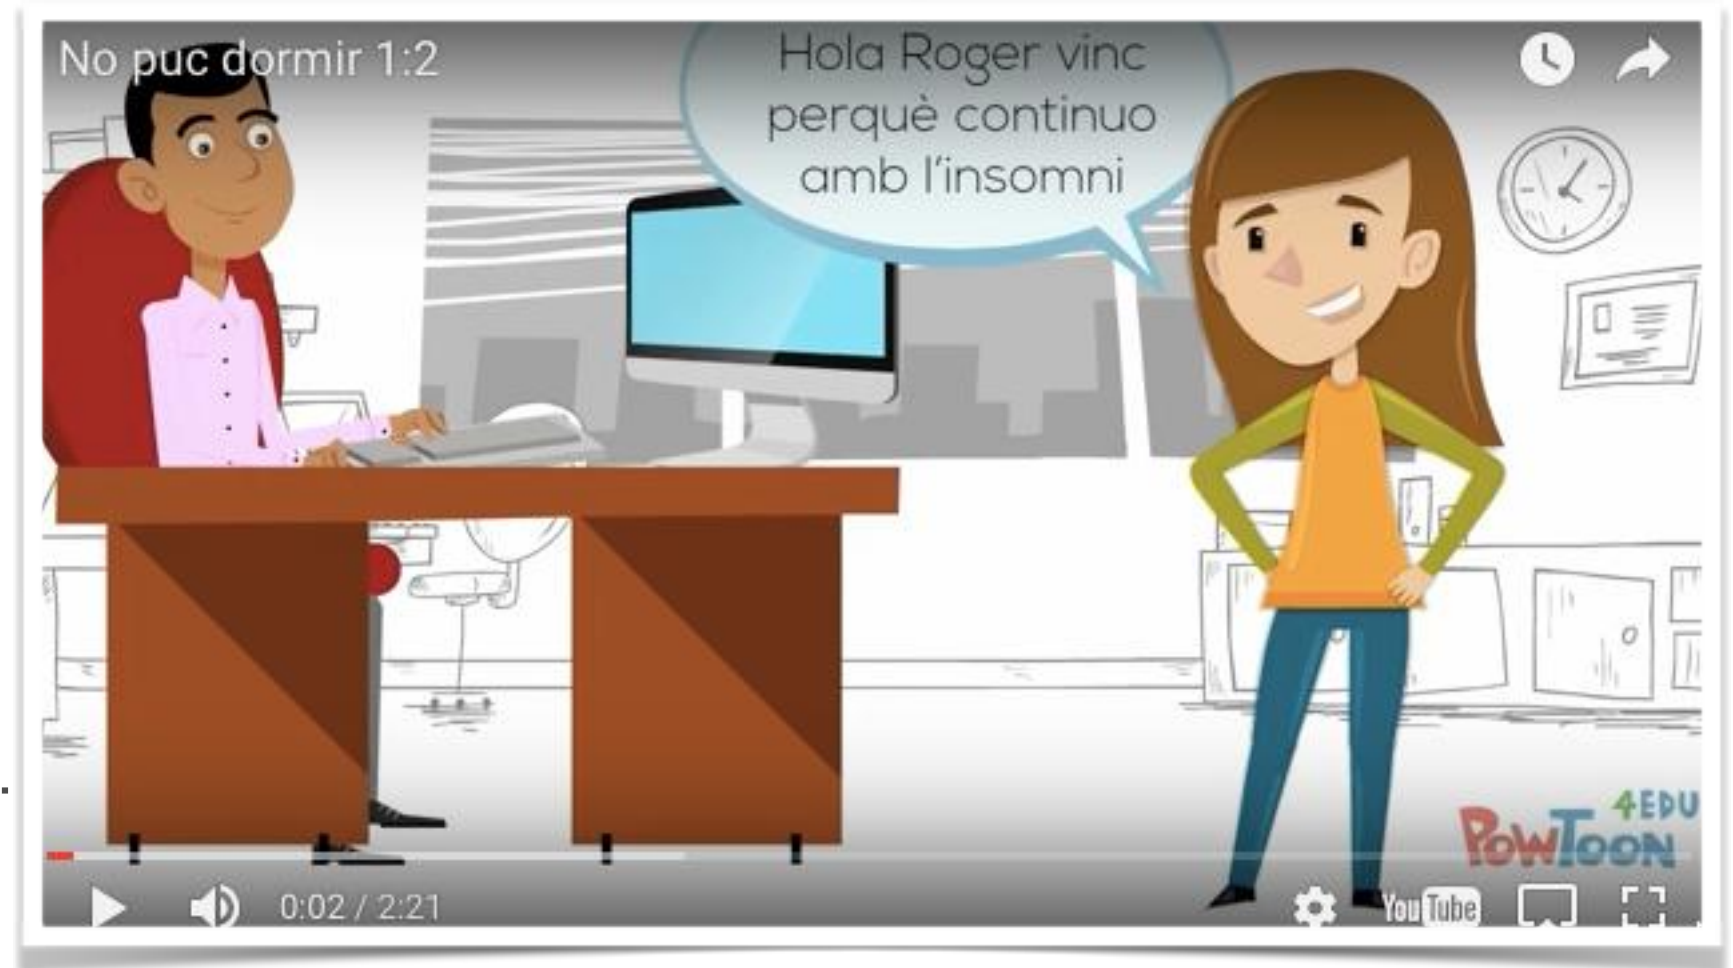 No puc dormir 1:2
Hola Roger vinc
perquè continuo
amb l'insomni
4EDU
POWTOON
0:02 / 2:21
YouTube